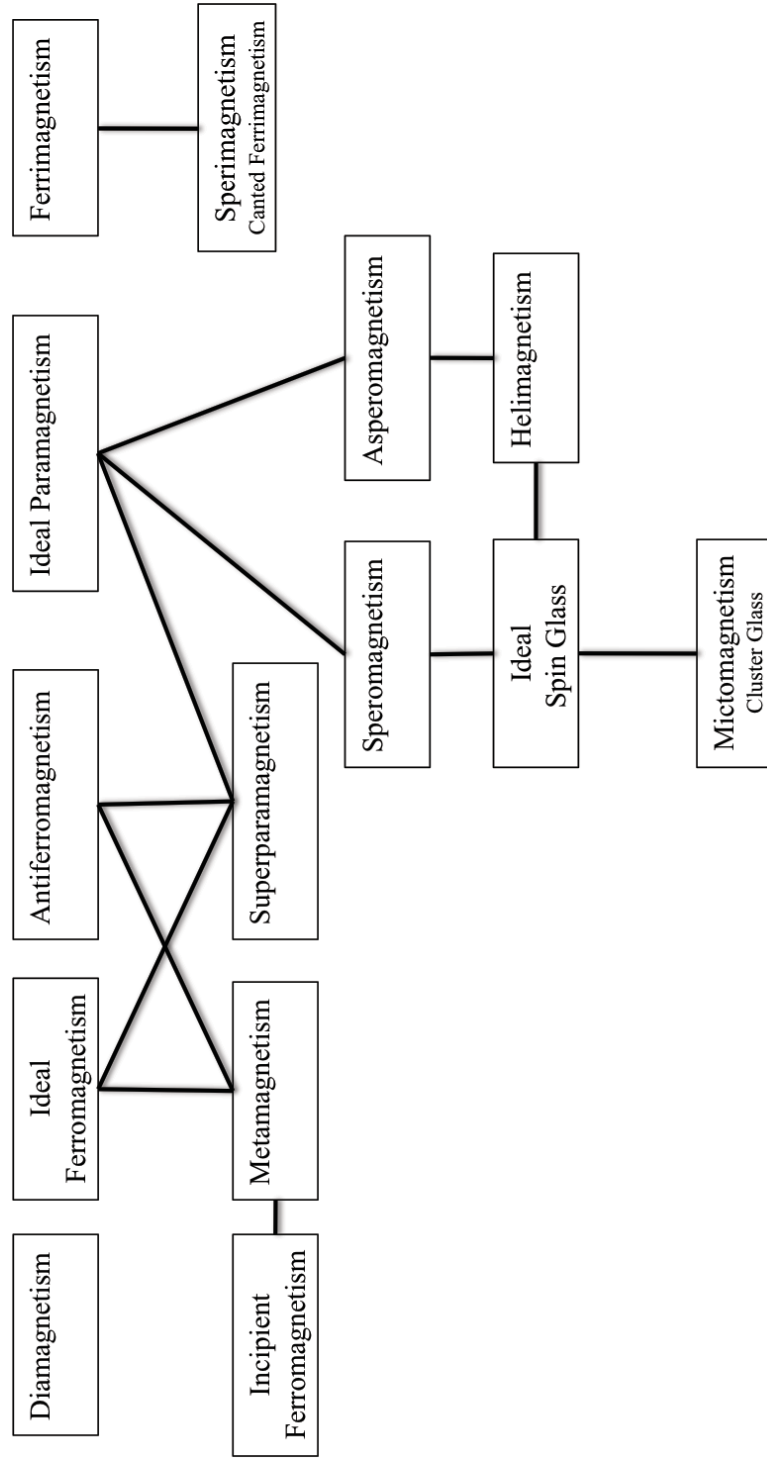 Diamagnetism
Ideal
Ferromagnetism
Antiferromagnetism
Ideal Paramagnetism
Ferrimagnetism
Incipient
Ferromagnetism
Metamagnetism
Superparamagnetism
Sperimagnetism
Canted Ferrimagnetism
Speromagnetism
Asperomagnetism
Ideal
Spin Glass
Helimagnetism
Mictomagnetism
Cluster Glass